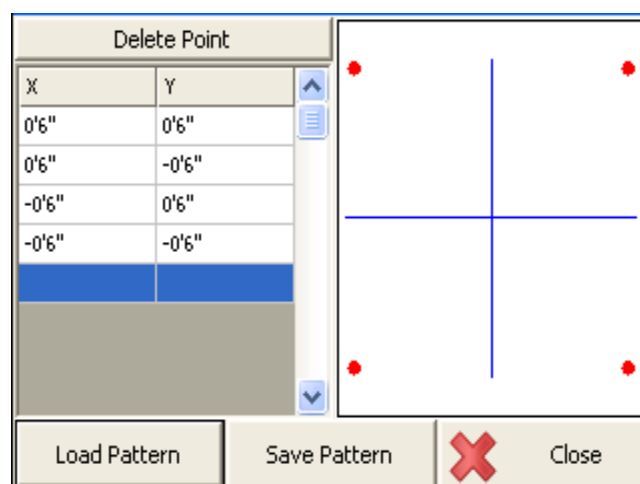 Delete Point
X Y
0'6" 0'6"
0'6" -0'6"
-0'6" 0'6"
-0'6" -0'6"
Load Pattern Save Pattern Close